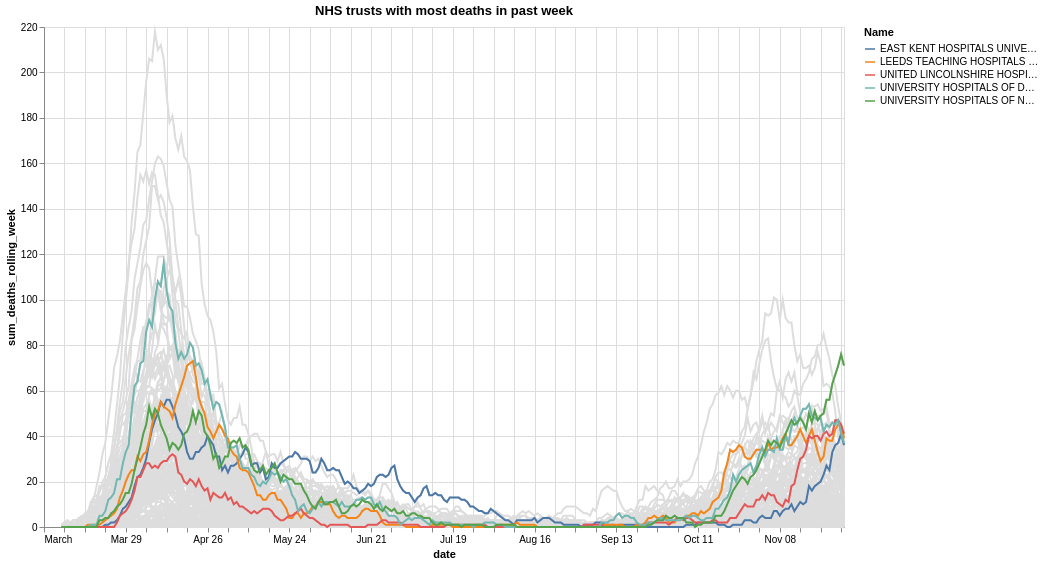 NHS trusts with most deaths in past week
Name
EAST KENT HOSPITALS UNIVE…
LEEDS TEACHING HOSPITALS …
UNITED LINCOLNSHIRE HOSPI…
UNIVERSITY HOSPITALS OF D…
UNIVERSITY HOSPITALS OF N…
sum_deaths_rolling_week
220
200
180
160
140
120
100
80
60
40
20
0
March Mar 29 Apr 26 May 24 Jun 21 Jul 19 Aug 16 Sep 13 Oct 11 Nov 08
date